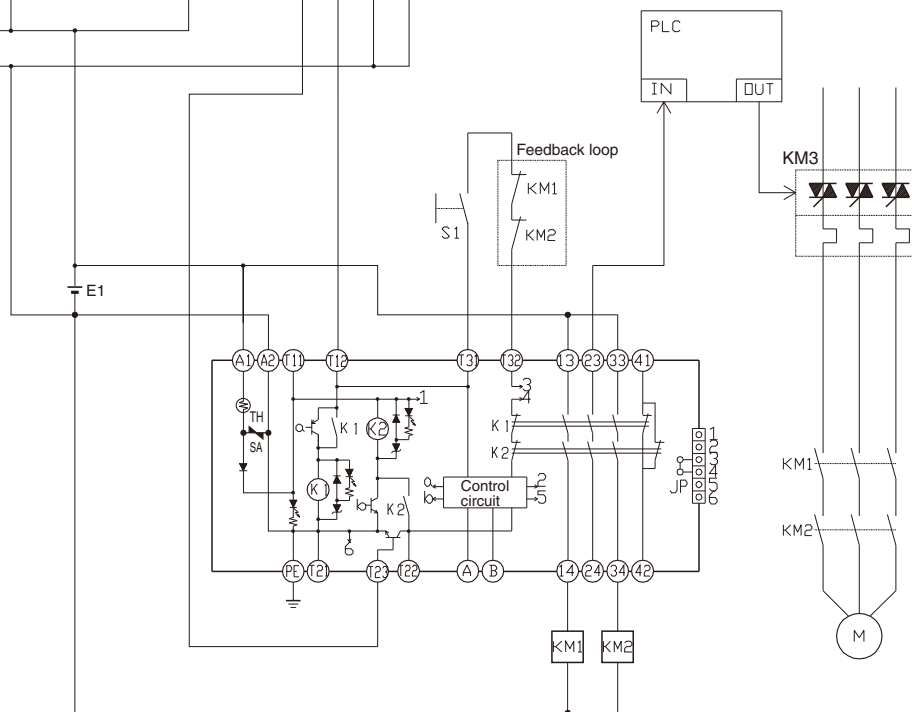 PLC
IN OUT
KM3
Feedback loop
KM1
S1
KM2
E1
A1 A2 T11 T12 T31 T32 13 23 33 41
3
4
1
TH
a K1 K2
K1
SA
K2
1
2
3
4
5
6
JP
KM1
K1
a Control circuit 2
b 5
b K2
6
KM2
PE T21 T23 T22 A B 14 24 34 42
KM1 KM2
M